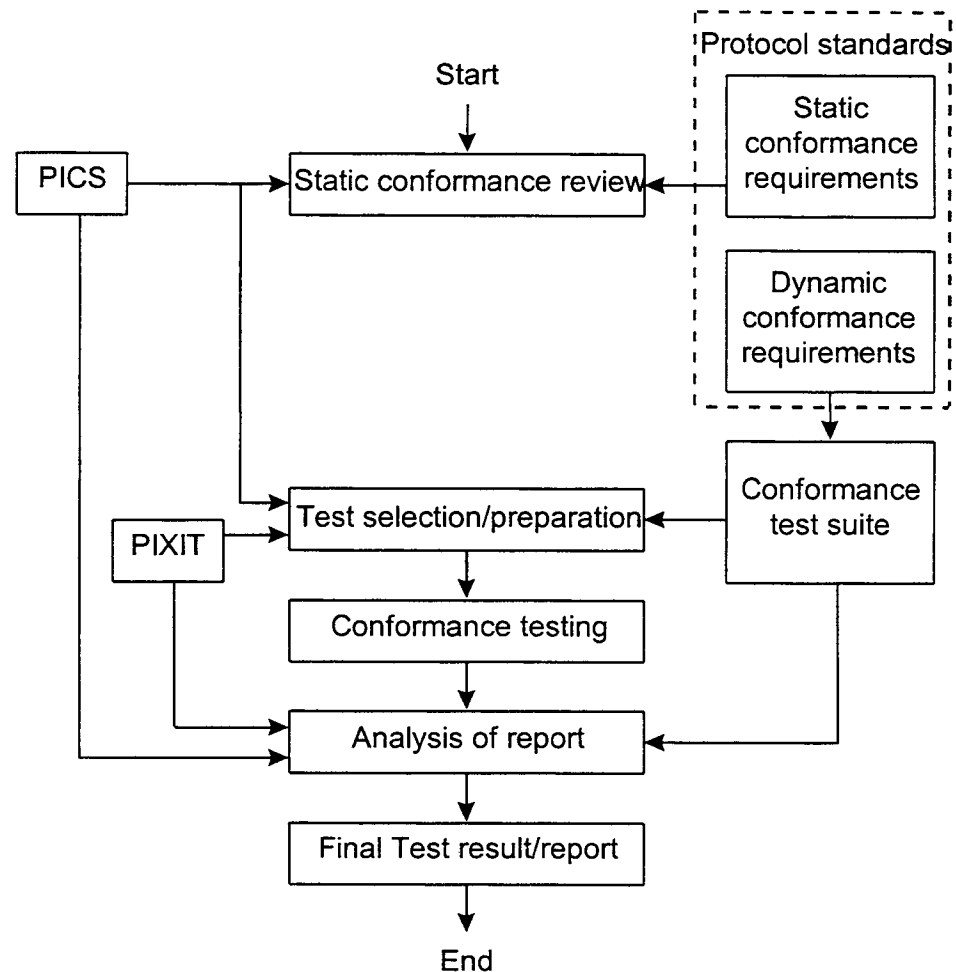 Protocol standards
Start
Static
conformance
requirements
PICS
Static conformance review
Dynamic
conformance
requirements
Conformance
test suite
Test selection/preparation
PIXIT
Conformance testing
Analysis of report
Final Test result/report
End